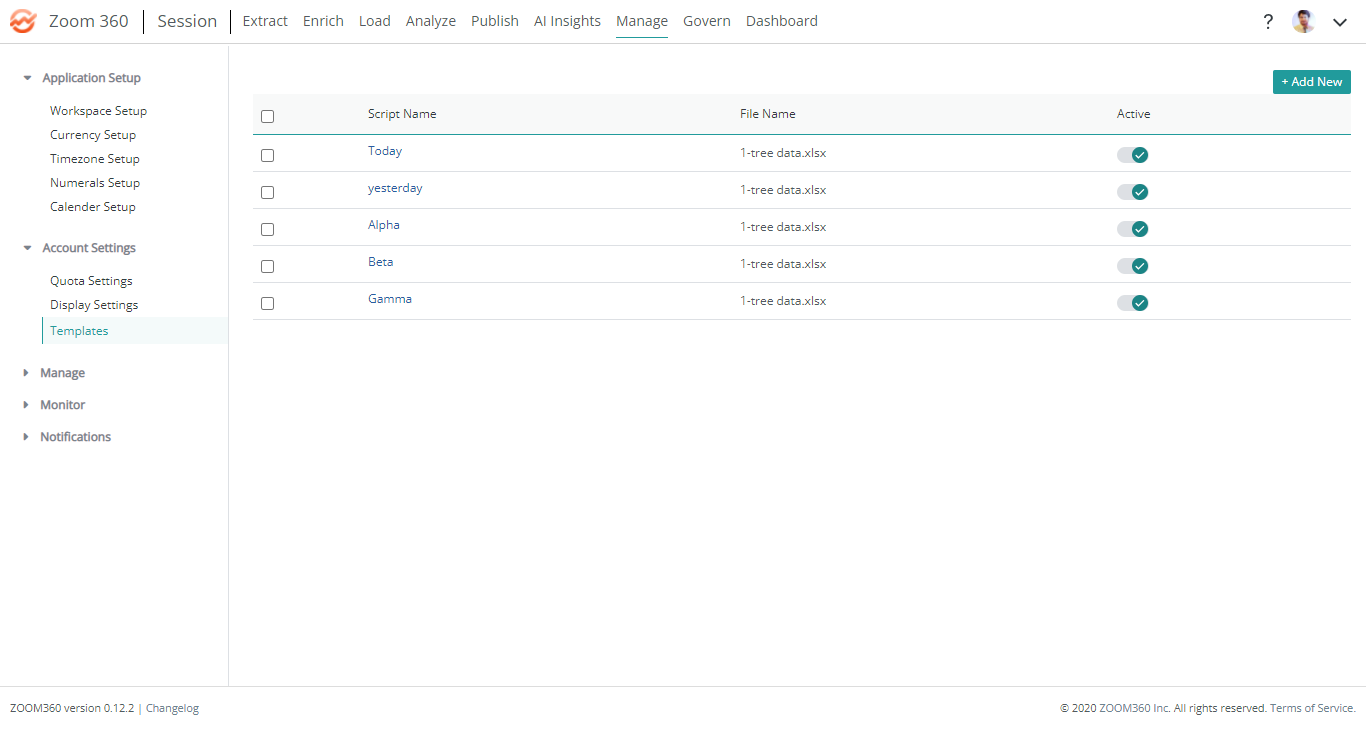 Zoom 360 Session Extract Enrich Load Analyze Publish AI Insights Manage Govern Dashboard ?
Application Setup
Workspace Setup
Currency Setup
Timezone Setup
Numerals Setup
Calender Setup
Account Settings
Quota Settings
Display Settings
Templates
Manage
Monitor
Notifications
+ Add New
Script Name File Name Active
Today 1-tree data.xlsx
yesterday 1-tree data.xlsx
Alpha 1-tree data.xlsx
Beta 1-tree data.xlsx
Gamma 1-tree data.xlsx
ZOOM360 version 0.12.2 | Changelog
© 2020 ZOOM360 Inc. All rights reserved. Terms of Service.